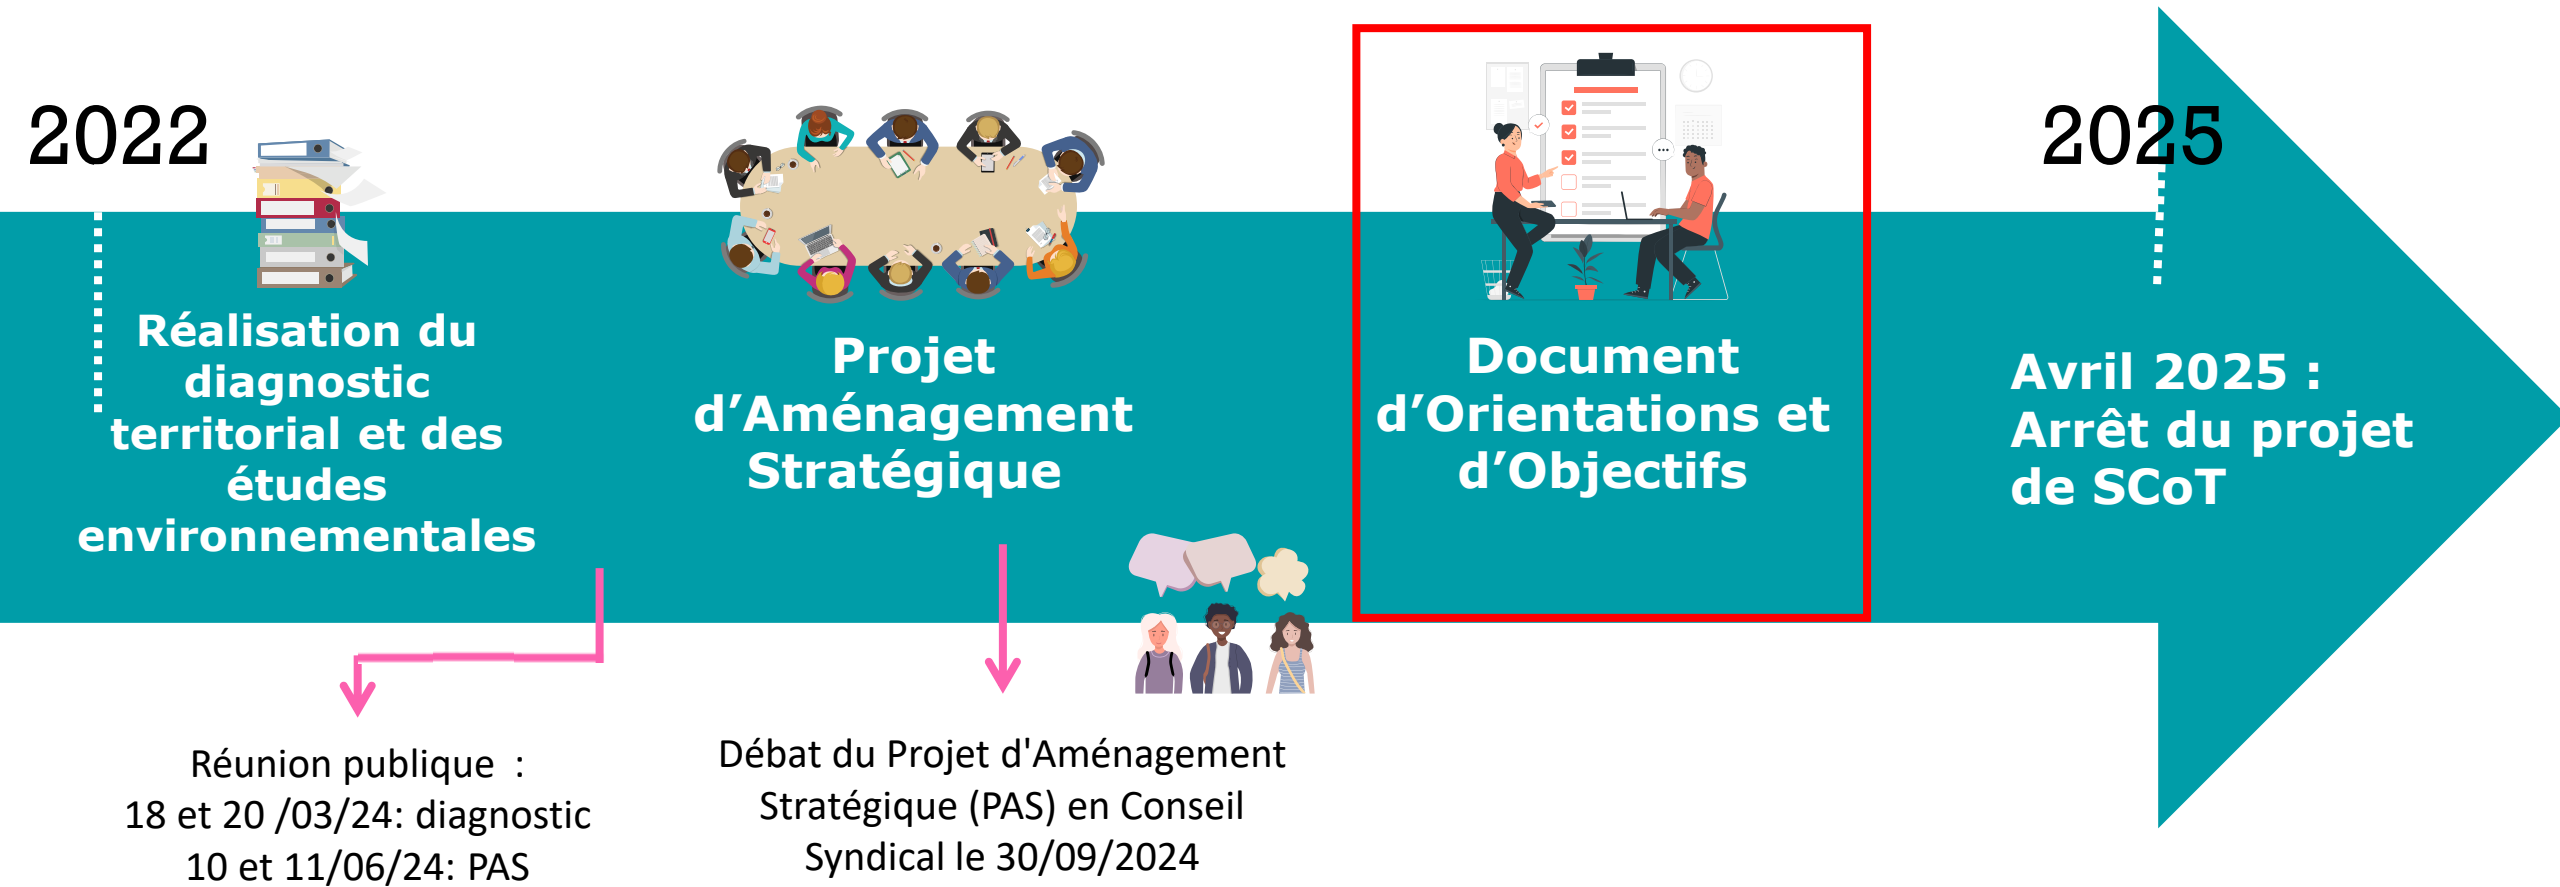 2022
2025
Réalisation du
diagnostic
territorial et des
études
environnementales
Projet
d’Aménagement
Stratégique
Document
d’Orientations et
d’Objectifs
Avril 2025 :
Arrêt du projet
de SCoT
Réunion publique  :
18 et 20 /03/24: diagnostic
10 et 11/06/24: PAS
Débat du Projet d'Aménagement
Stratégique (PAS) en Conseil
Syndical le 30/09/2024